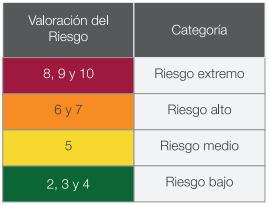 Valoración del
Riesgo
Categoría
8, 9 y 10
Riesgo extremo
6 y 7
Riesgo alto
5
Riesgo medio
2, 3 y 4
Riesgo bajo